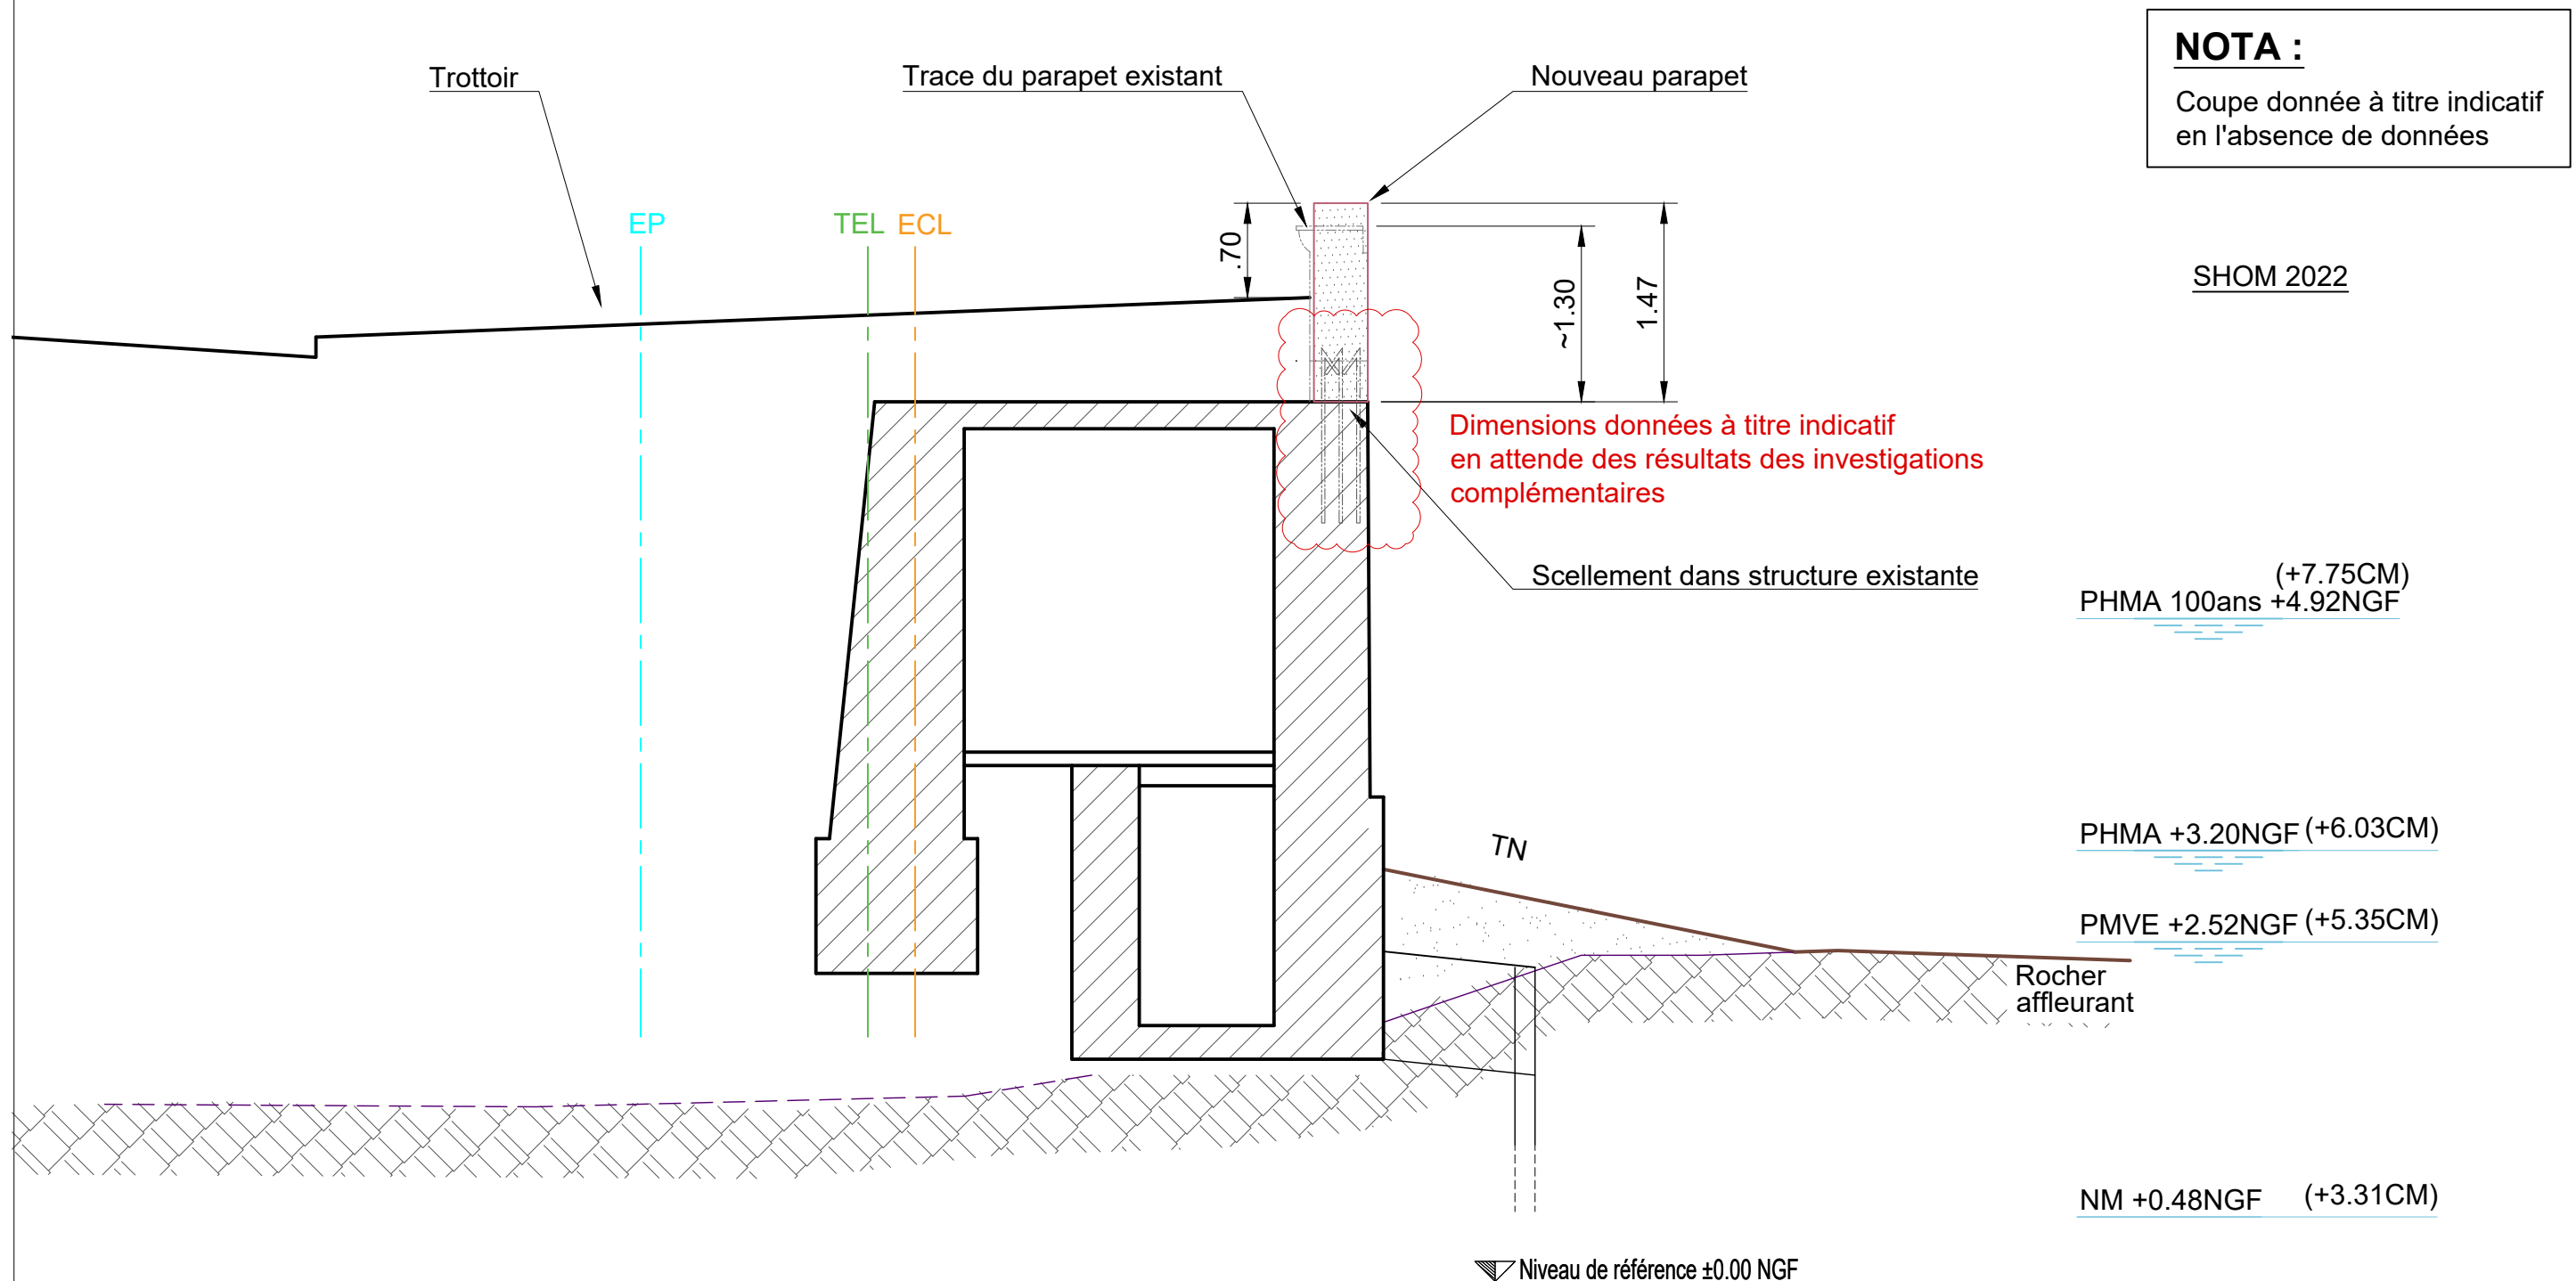 NOTA :
Coupe donnée à titre indicatif
en l'absence de données
Trottoir
Trace du parapet existant
Nouveau parapet
EP
TEL
ECL
.70
~1.30
1.47
SHOM 2022
Dimensions données à titre indicatif
en attende des résultats des investigations
complémentaires
Scellement dans structure existante
(+7.75CM)
PHMA 100ans +4.92NGF
TN
PHMA +3.20NGF (+6.03CM)
PMVE +2.52NGF (+5.35CM)
Rocher
affleurant
NM +0.48NGF (+3.31CM)
Niveau de référence ±0.00 NGF